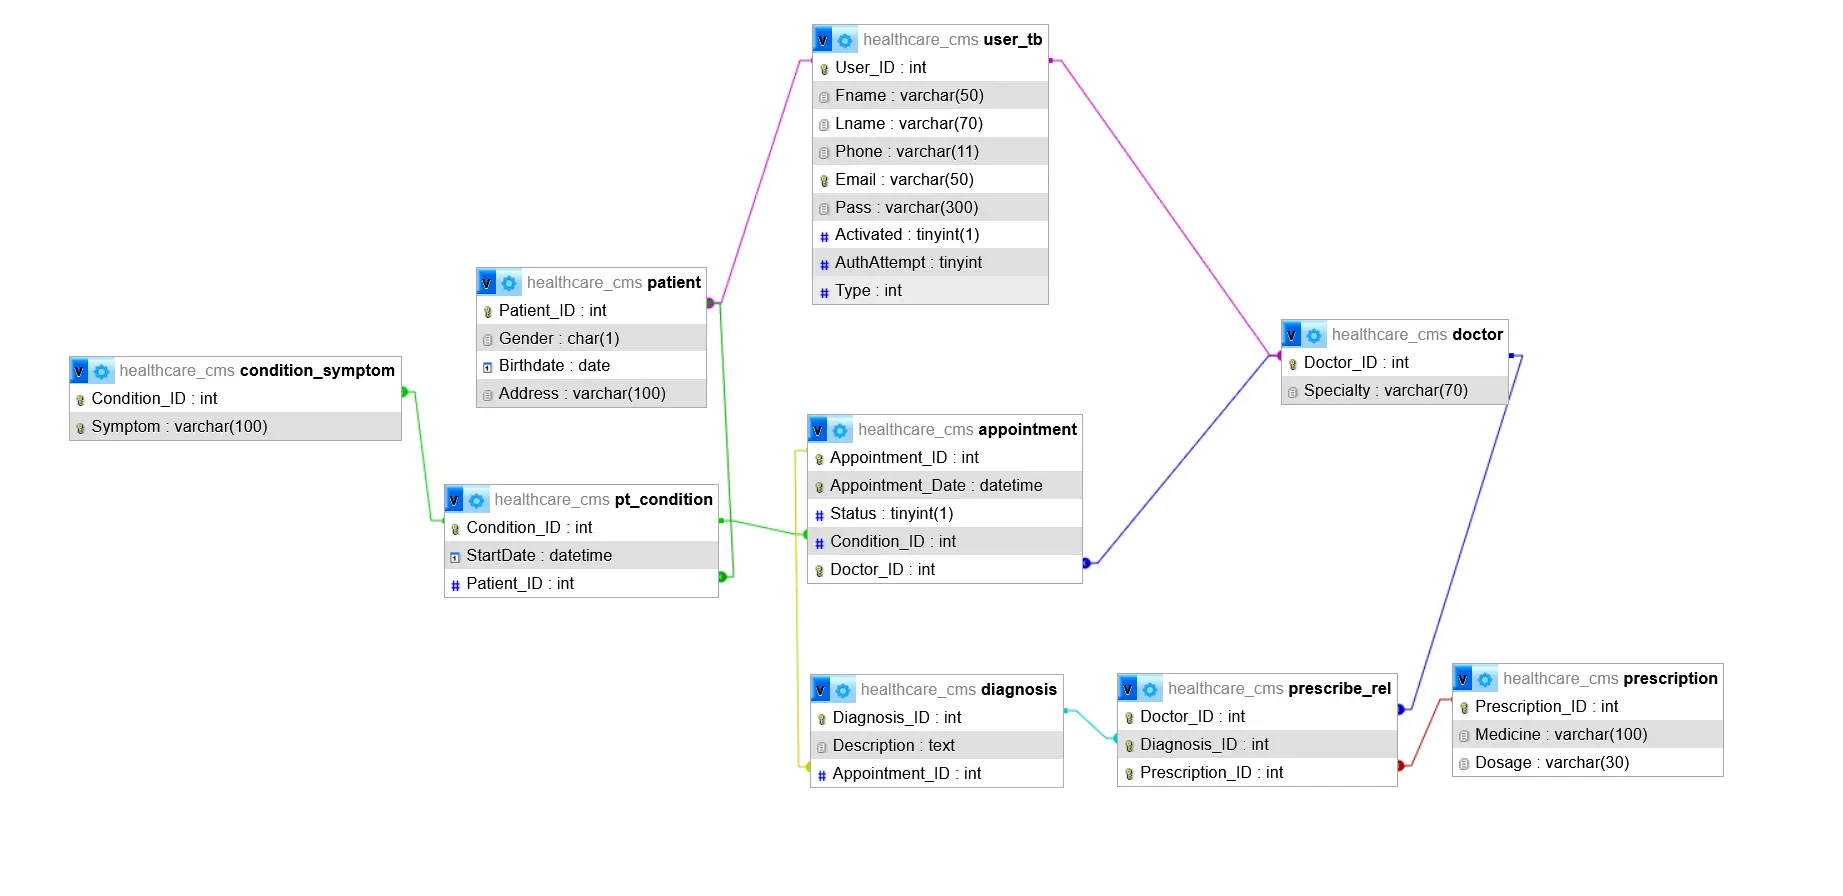 healthcare_cms user_tb
User_ID : int
Fname : varchar(50)
Lname : varchar(70)
Phone : varchar(11)
Email : varchar(50)
Pass : varchar(300)
Activated : tinyint(1)
AuthAttempt : tinyint
Type : int
healthcare_cms patient
Patient_ID : int
Gender : char(1)
Birthdate : date
Address : varchar(100)
healthcare_cms doctor
Doctor_ID : int
Specialty : varchar(70)
healthcare_cms condition_symptom
Condition_ID : int
Symptom : varchar(100)
healthcare_cms appointment
Appointment_ID : int
Appointment_Date : datetime
Status : tinyint(1)
Condition_ID : int
Doctor_ID : int
healthcare_cms pt_condition
Condition_ID : int
StartDate : datetime
Patient_ID : int
healthcare_cms diagnosis
Diagnosis_ID : int
Description : text
Appointment_ID : int
healthcare_cms prescribe_rel
Doctor_ID : int
Diagnosis_ID : int
Prescription_ID : int
healthcare_cms prescription
Prescription_ID : int
Medicine : varchar(100)
Dosage : varchar(30)